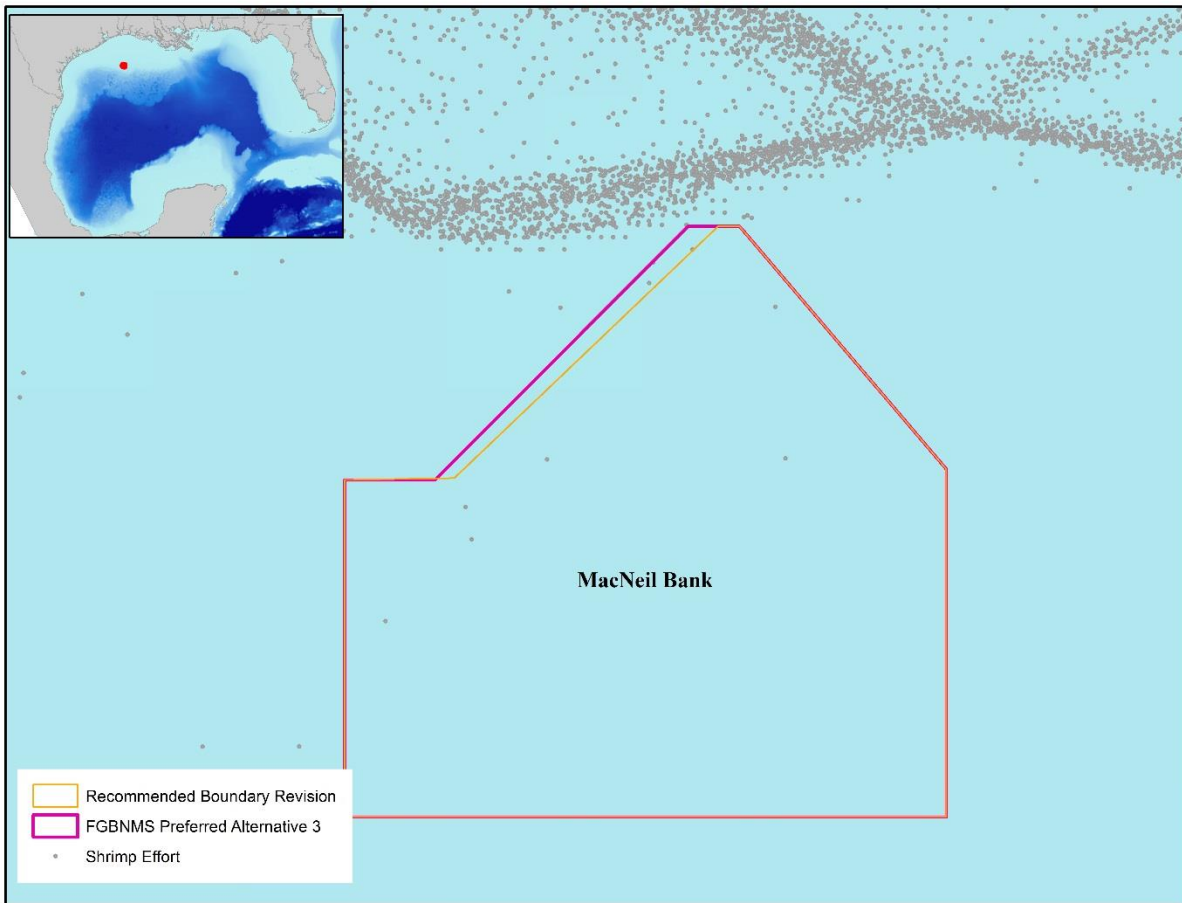 MacNeil Bank
Recommended Boundary Revision
FGBNMS Preferred Alternative 3
Shrimp Effort